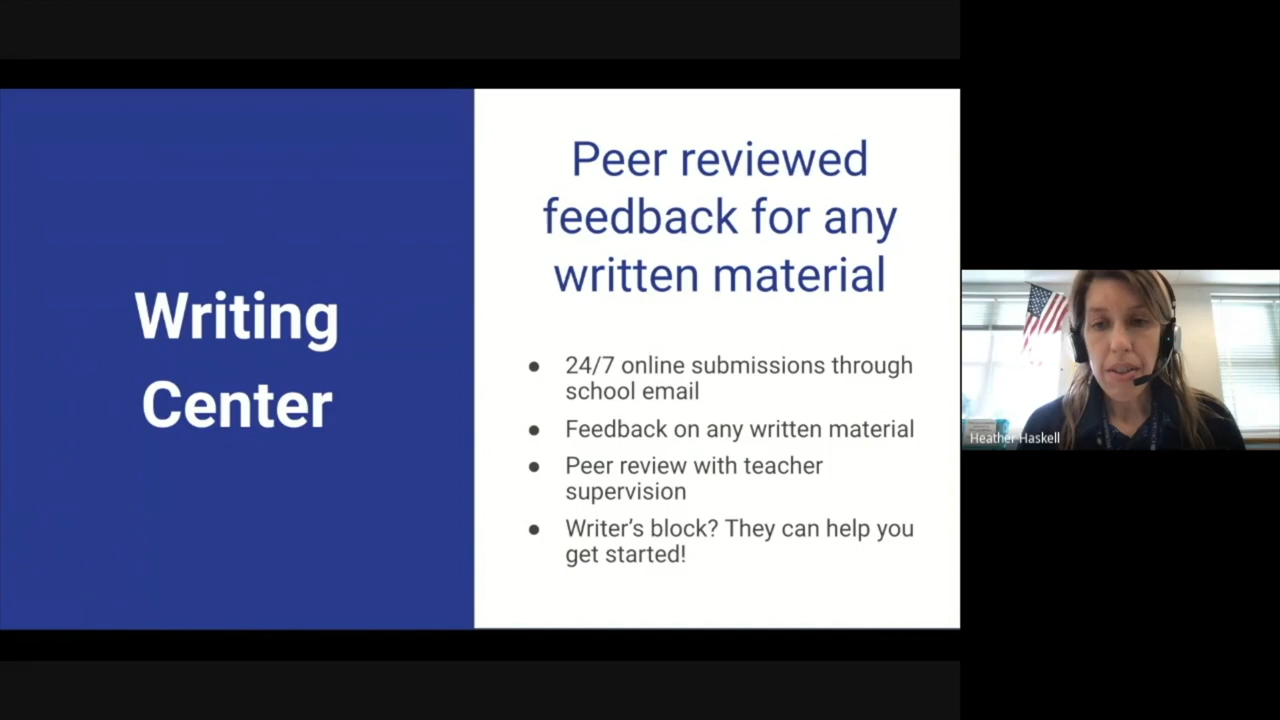 Writing
Center
Peer reviewed
feedback for any
written material
● 24/7 online submissions through
school email
● Feedback on any written material
● Peer review with teacher
supervision
● Writer’s block? They can help you
get started!
Heather Haskell